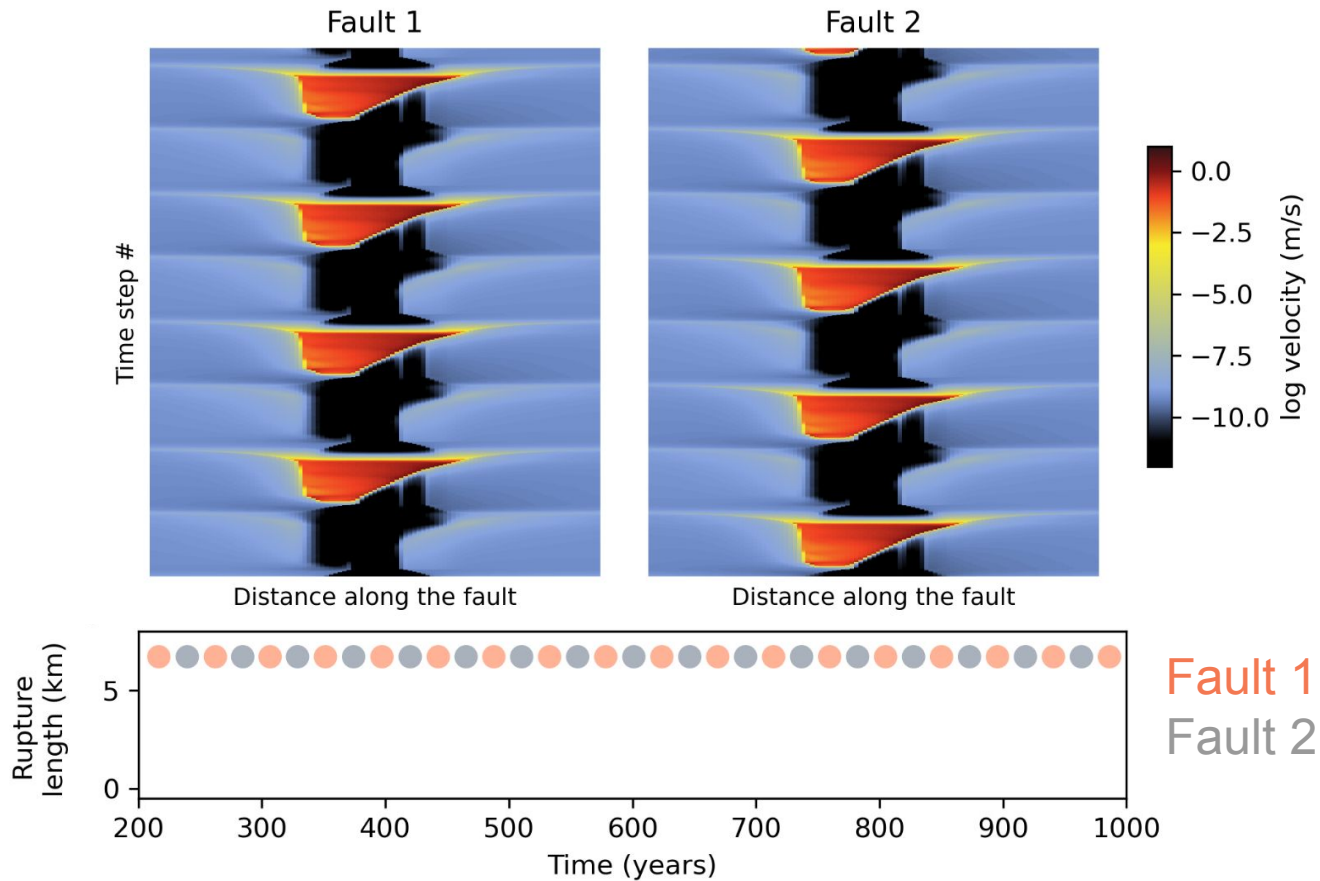 Fault 1
Fault 2
Time step #
Distance along the fault
Distance along the fault
0.0
−2.5
−5.0
−7.5
−10.0
log velocity (m/s)
Rupture
length (km)
5
0
200 300 400 500 600 700 800 900 1000
Time (years)
Fault 1
Fault 2